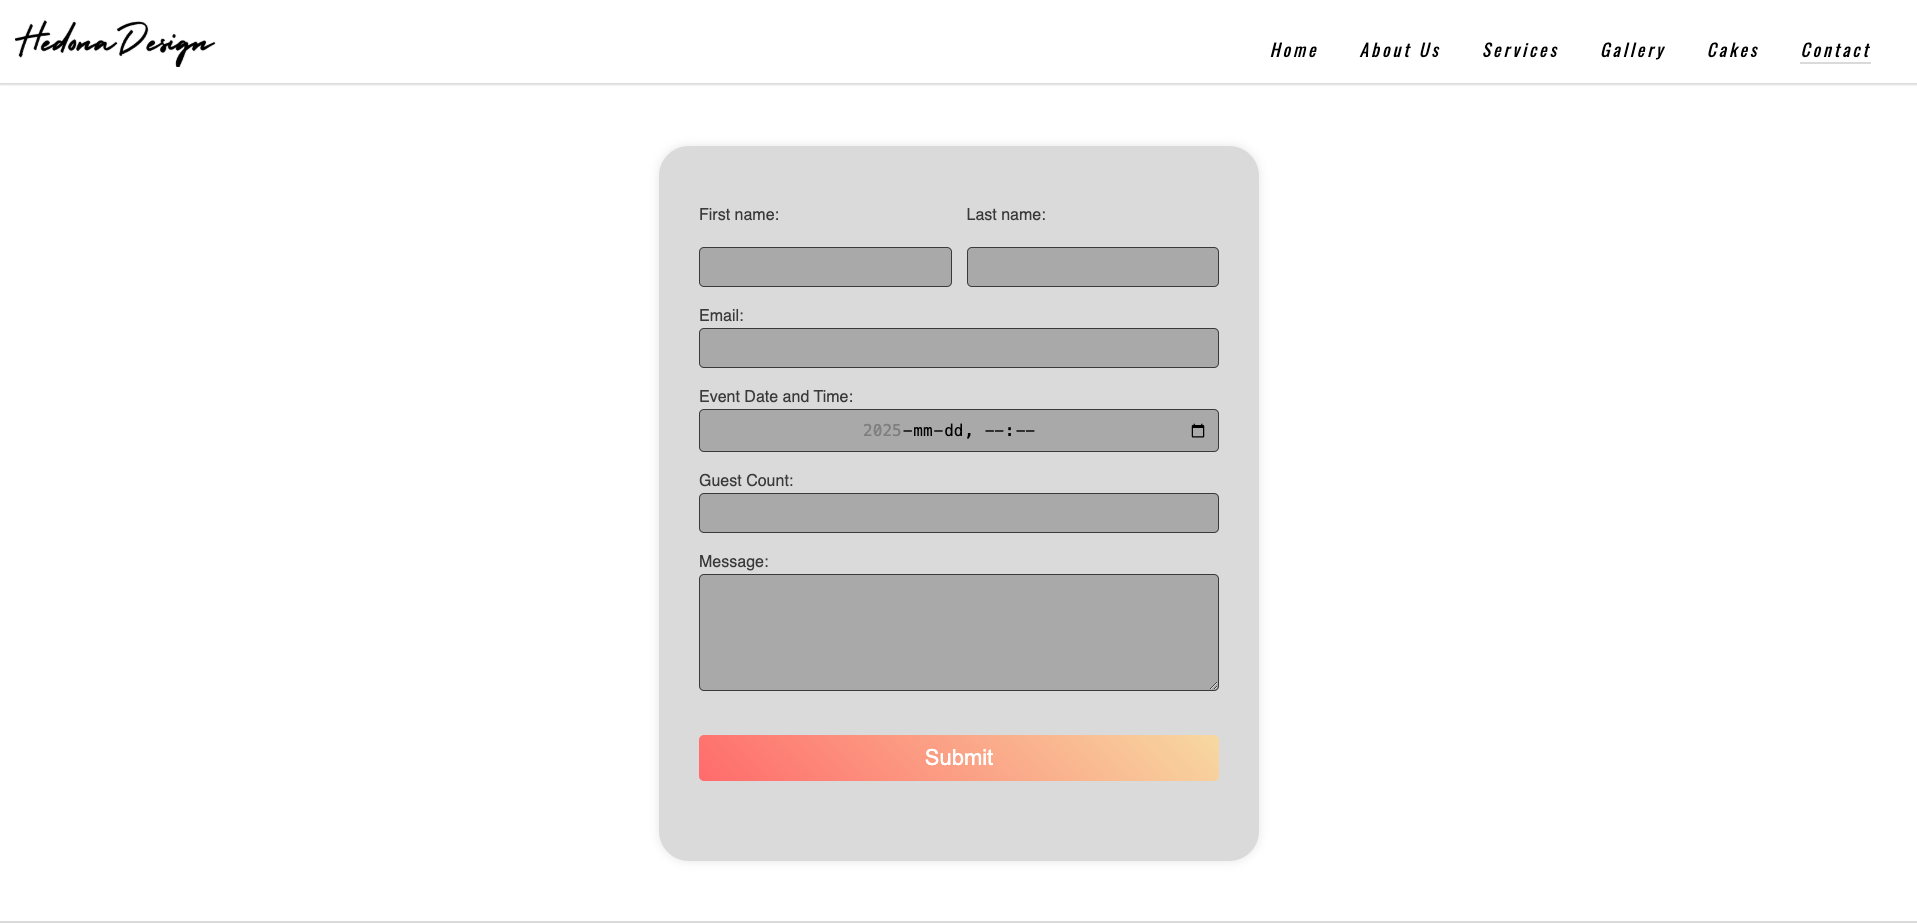 Hedona Design
Home About Us Services Gallery Cakes Contact
First name: Last name:
Email:
Event Date and Time:
2025-mm-dd, --:--
Guest Count:
Message:
Submit